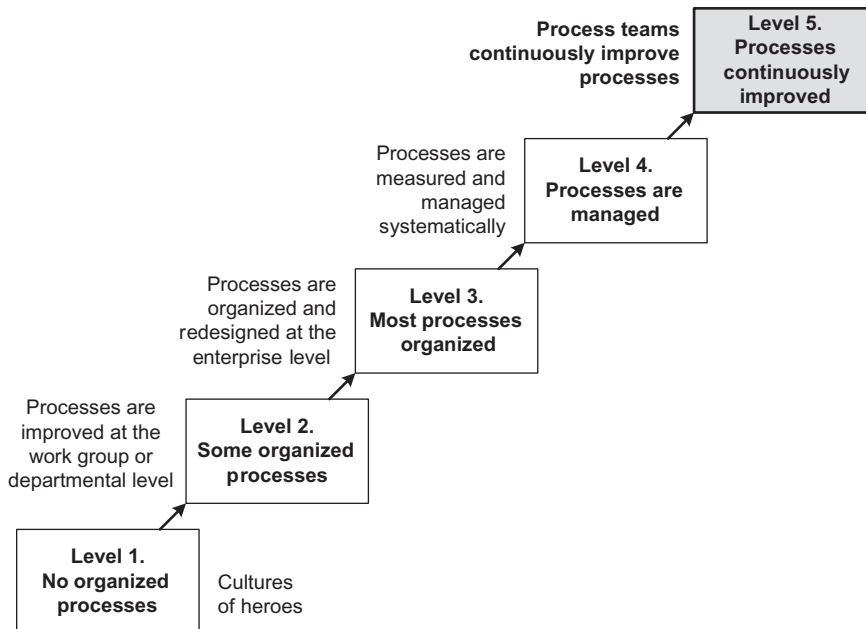 Process teams
continuously improve
processes
Level 5.
Processes
continuously
improved
Processes are
measured and
managed
systematically
Level 4.
Processes are
managed
Processes are
organized and
redesigned at the
enterprise level
Level 3.
Most processes
organized
Processes are
improved at the
work group or
departmental level
Level 2.
Some organized
processes
Level 1.
No organized
processes
Cultures
of heroes